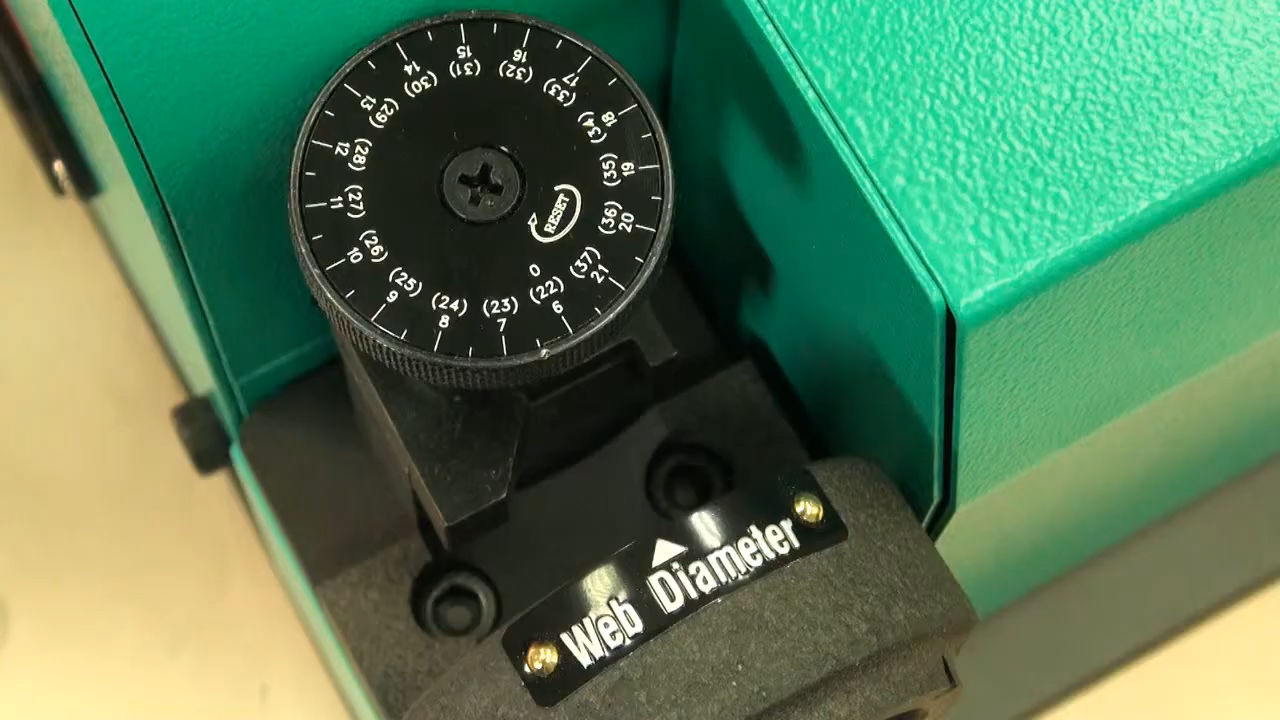 6 7 8 9 10 11 12 13 14 15 16 17 18 19 20 21
(22) (23) (24) (25) (26) (27) (28) (29) (30) (31) (32) (33) (34) (35) (36) (37)
0
RESET
Web Diameter